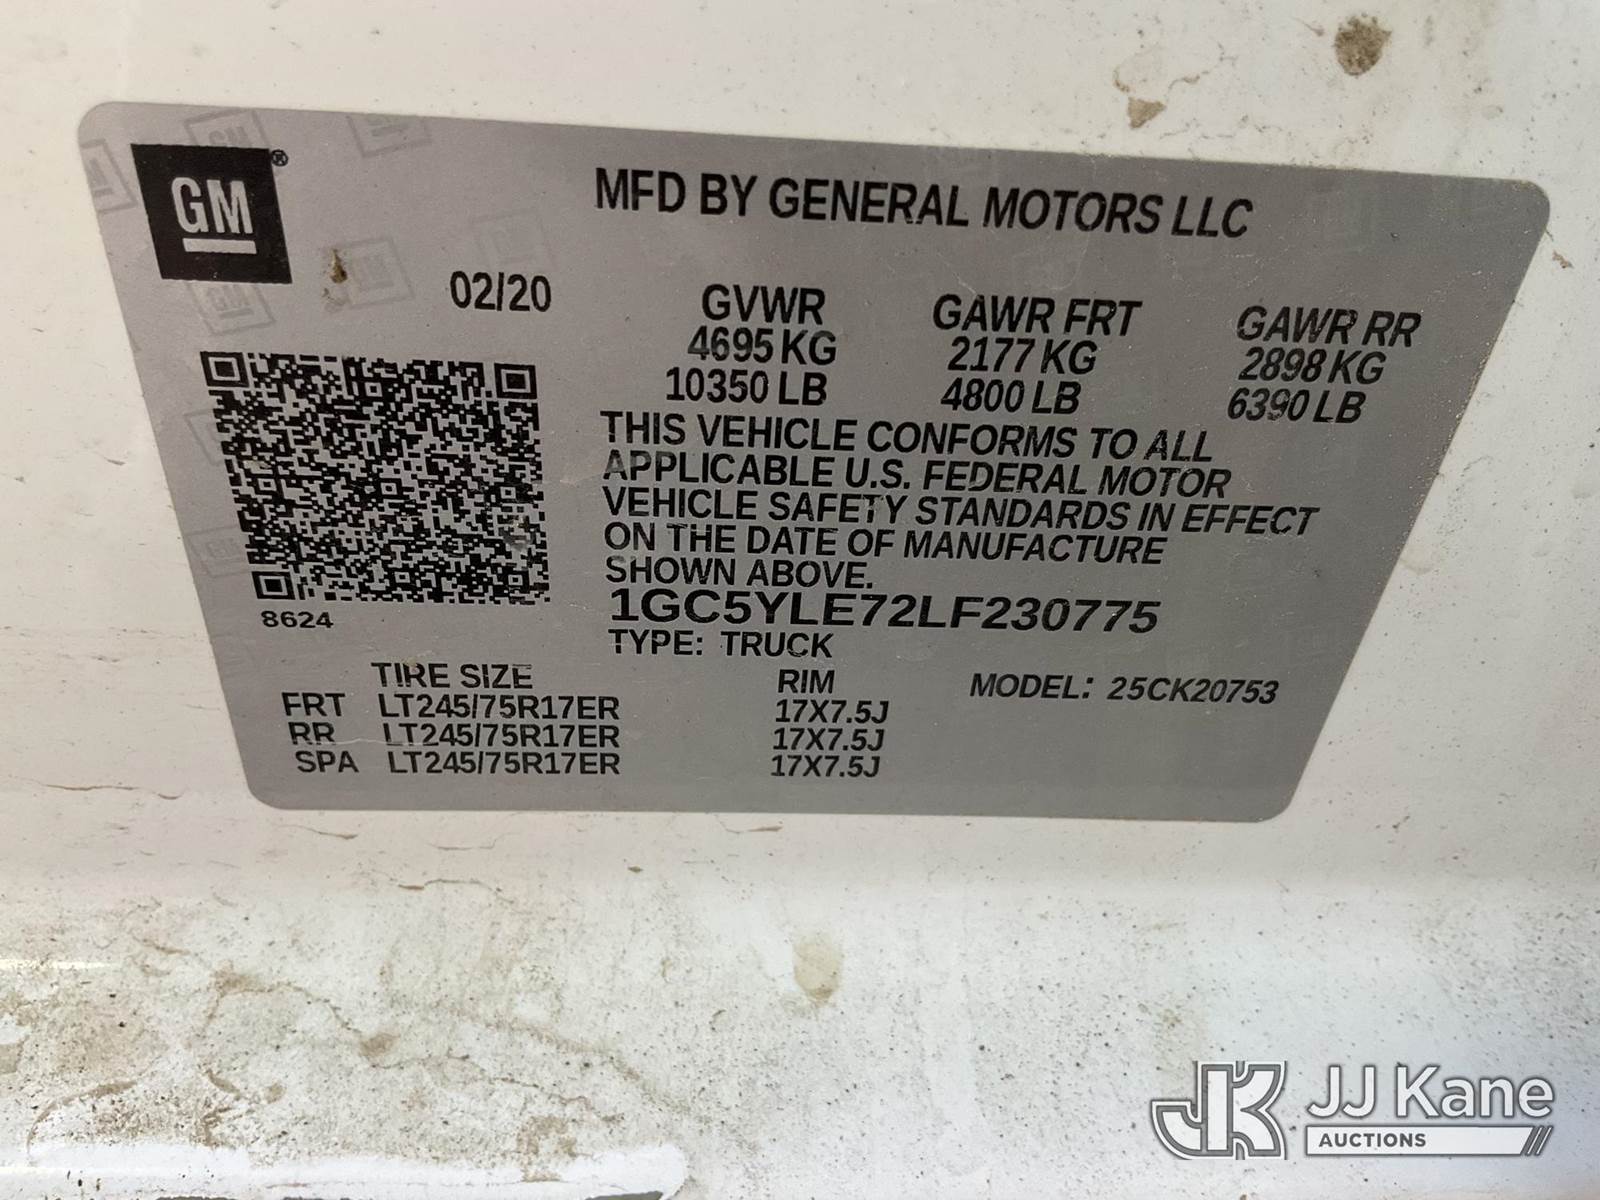 GM®
MFD BY GENERAL MOTORS LLC
02/20
GVWR GAWR FRT GAWR RR
4695 KG 2177 KG 2898 KG
10350 LB 4800 LB 6390 LB
THIS VEHICLE CONFORMS TO ALL
APPLICABLE U.S. FEDERAL MOTOR
VEHICLE SAFETY STANDARDS IN EFFECT
ON THE DATE OF MANUFACTURE
SHOWN ABOVE.
8624
1GC5YLE72LF230775
TYPE: TRUCK
TIRE SIZE RIM MODEL: 25CK20753
FRT LT245/75R17ER 17X7.5J
RR LT245/75R17ER 17X7.5J
SPA LT245/75R17ER 17X7.5J
JK JJ Kane
AUCTIONS